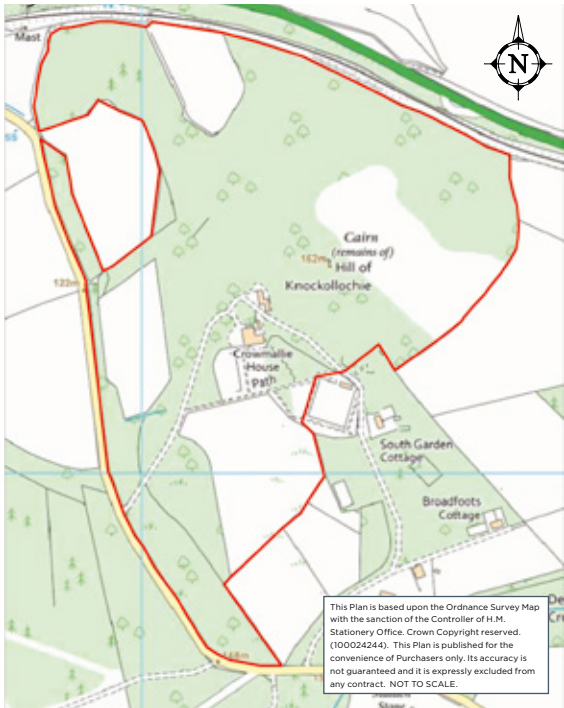 Mast
N
Cairn
(remains of)
162m
Hill of
Knockollochie
122m
Crowmallie
House
Path
South Garden
Cottage
Broadfoots
Cottage
This Plan is based upon the Ordnance Survey Map
with the sanction of the Controller of H.M.
Stationery Office. Crown Copyright reserved.
(100024244). This Plan is published for the
convenience of Purchasers only. Its accuracy is
not guaranteed and it is expressly excluded from
any contract. NOT TO SCALE.
De
Cr
Stone